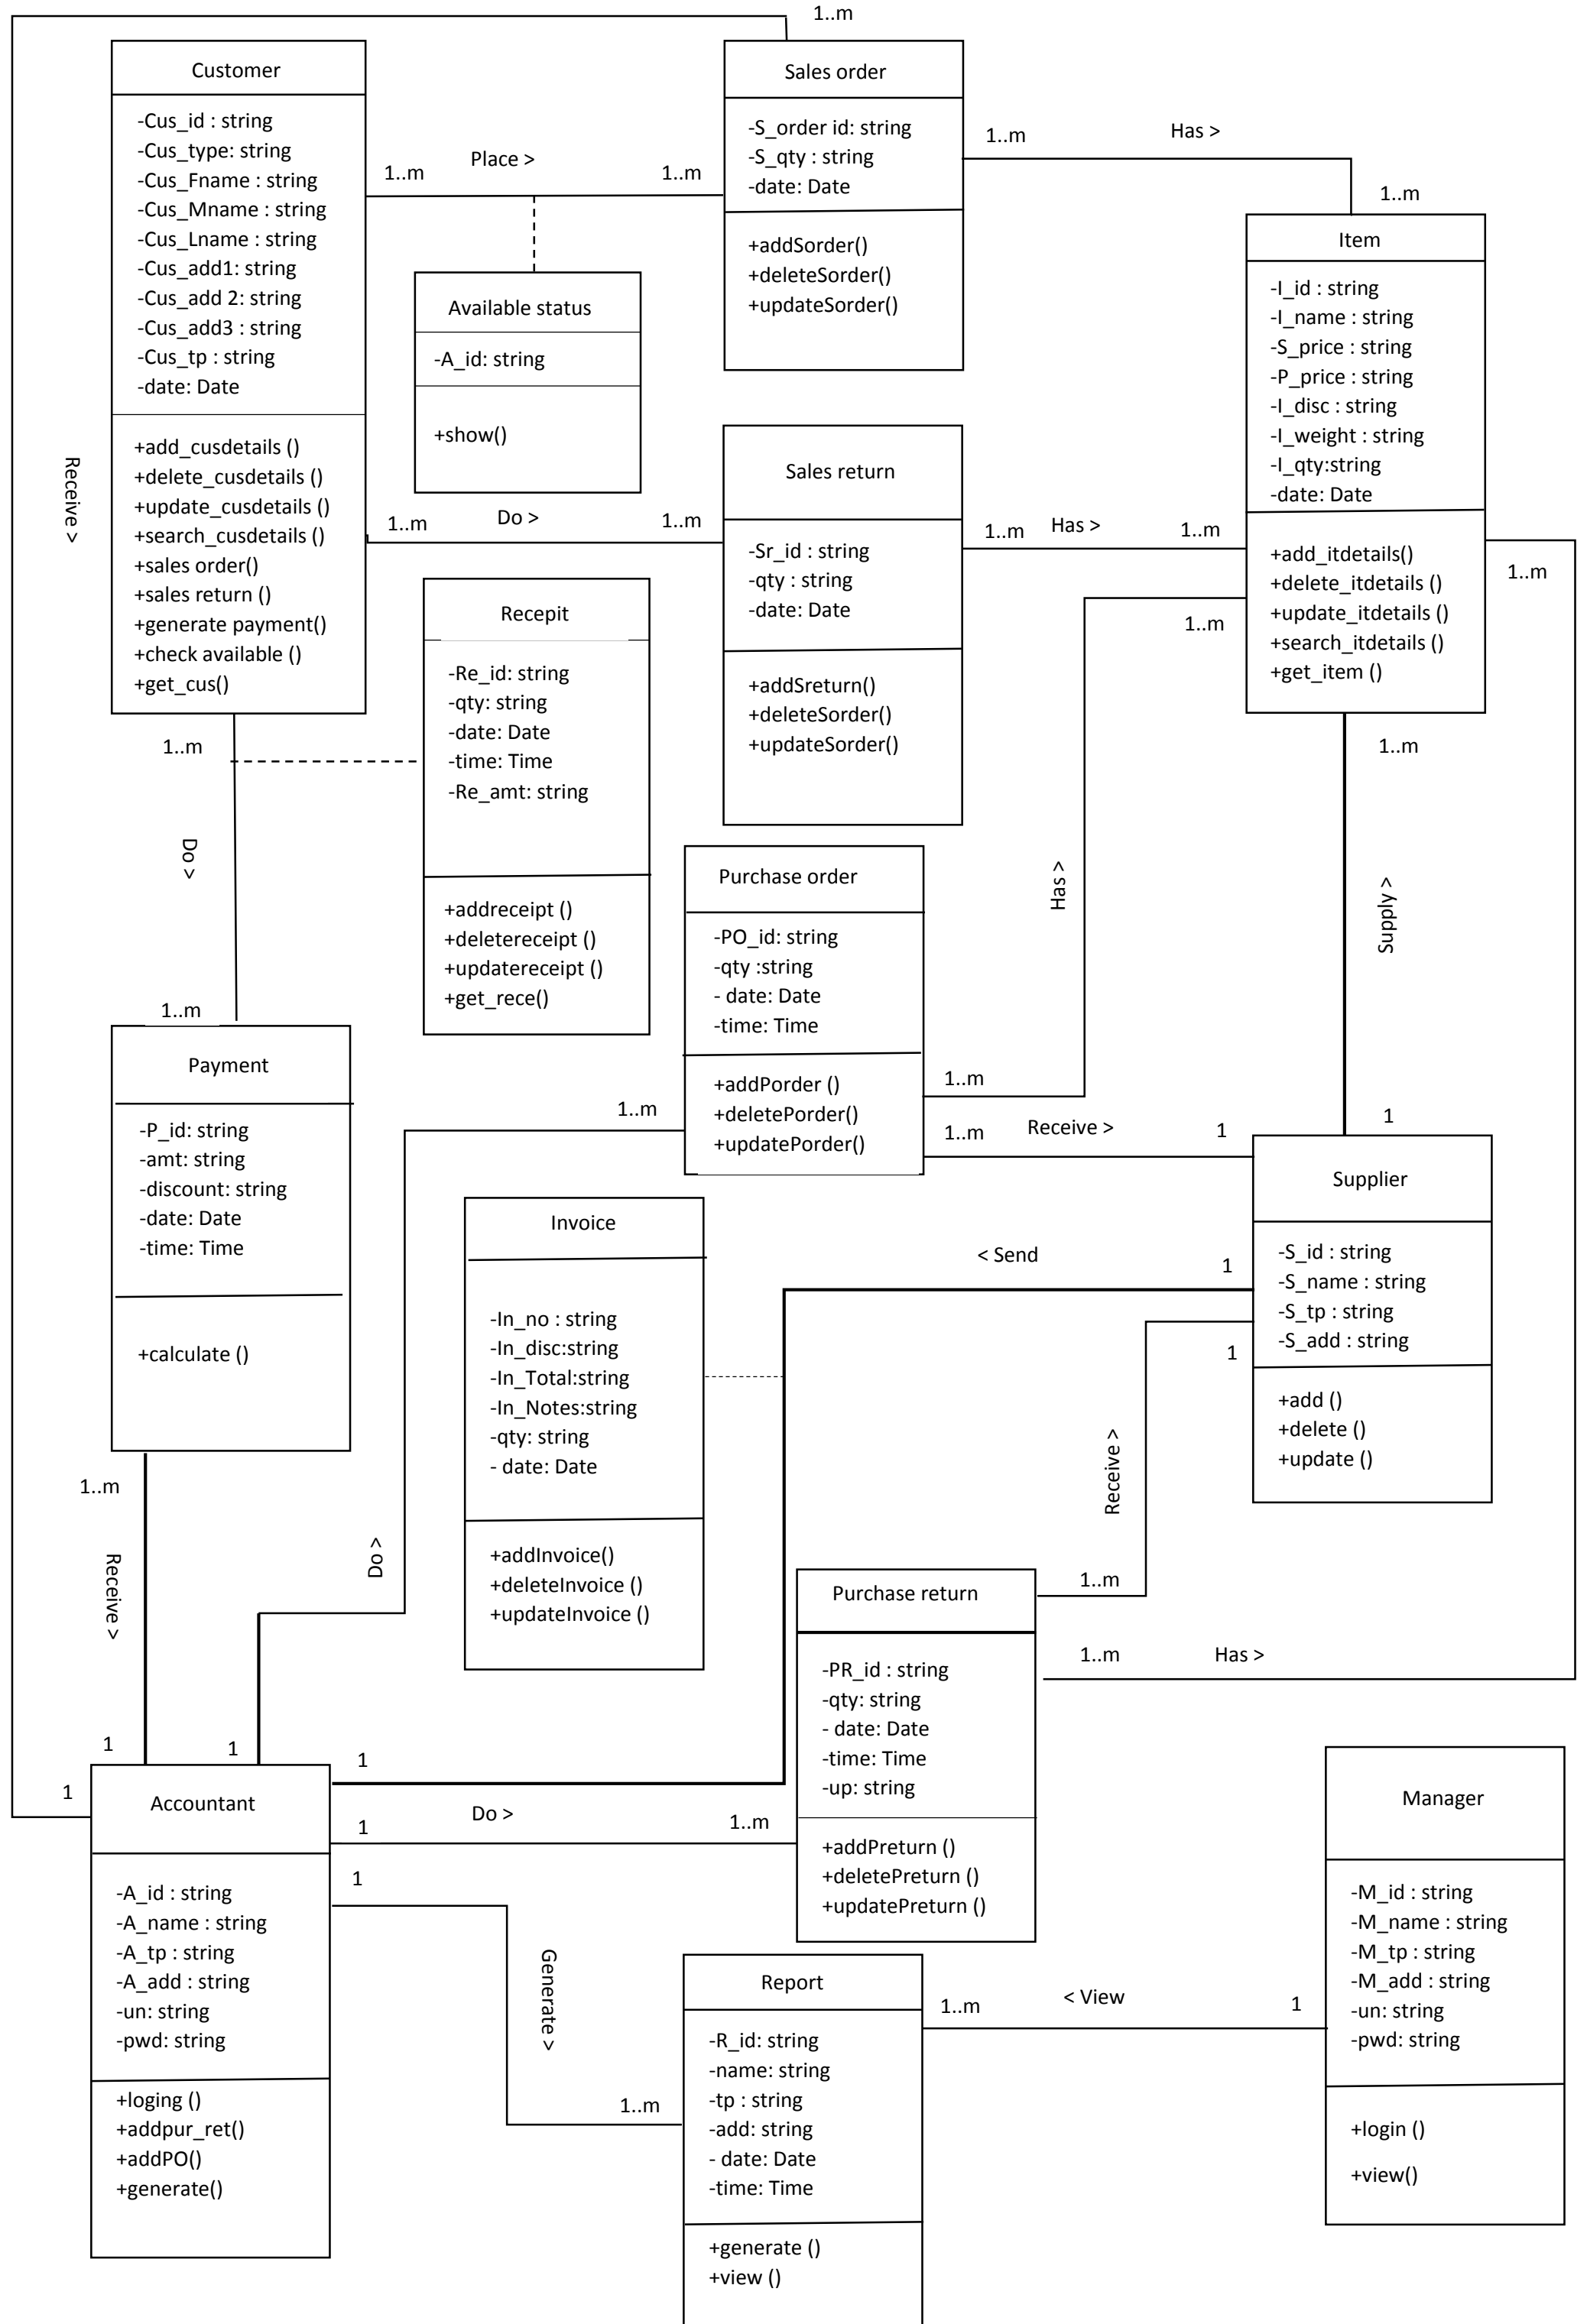 1..m
Customer
-Cus_id : string
-Cus_type: string
-Cus_Fname : string
-Cus_Mname : string
-Cus_Lname : string
-Cus_add1: string
-Cus_add 2: string
-Cus_add3 : string
-Cus_tp : string
-date: Date
+add_cusdetails ()
+delete_cusdetails ()
+update_cusdetails ()
+search_cusdetails ()
+sales order()
+sales return ()
+generate payment()
+check available ()
+get_cus()
1..m
Place >
1..m
Sales order
-S_order id: string
-S_qty : string
-date: Date
+addSorder()
+deleteSorder()
+updateSorder()
1..m
Has >
1..m
Available status
-A_id: string
+show()
Item
-I_id : string
-I_name : string
-S_price : string
-P_price : string
-I_disc : string
-I_weight : string
-I_qty:string
-date: Date
+add_itdetails()
+delete_itdetails ()
+update_itdetails ()
+search_itdetails ()
+get_item ()
Receive >
1..m
Do >
1..m
Sales return
-Sr_id : string
-qty : string
-date: Date
+addSreturn()
+deleteSorder()
+updateSorder()
1..m
Has >
1..m
1..m
1..m
Recepit
-Re_id: string
-qty: string
-date: Date
-time: Time
-Re_amt: string
+addreceipt ()
+deletereceipt ()
+updatereceipt ()
+get_rece()
1..m
Do >
1..m
1..m
Supply >
1
Has >
Purchase order
-PO_id: string
-qty :string
- date: Date
-time: Time
+addPorder ()
+deletePorder()
+updatePorder()
1..m
1..m
1..m
Receive >
1
Payment
-P_id: string
-amt: string
-discount: string
-date: Date
-time: Time
+calculate ()
Supplier
-S_id : string
-S_name : string
-S_tp : string
-S_add : string
+add ()
+delete ()
+update ()
Invoice
-In_no : string
-In_disc:string
-In_Total:string
-In_Notes:string
-qty: string
- date: Date
+addInvoice()
+deleteInvoice ()
+updateInvoice ()
< Send
1
1
Receive >
1..m
1..m
Receive >
Do >
Purchase return
-PR_id : string
-qty: string
- date: Date
-time: Time
-up: string
+addPreturn ()
+deletePreturn ()
+updatePreturn ()
1..m
Has >
1
1
1
1
Accountant
-A_id : string
-A_name : string
-A_tp : string
-A_add : string
-un: string
-pwd: string
+loging ()
+addpur_ret()
+addPO()
+generate()
1
Do >
1..m
1
Generate >
1..m
Manager
-M_id : string
-M_name : string
-M_tp : string
-M_add : string
-un: string
-pwd: string
+login ()
+view()
Report
-R_id: string
-name: string
-tp : string
-add: string
- date: Date
-time: Time
+generate ()
+view ()
1..m
< View
1